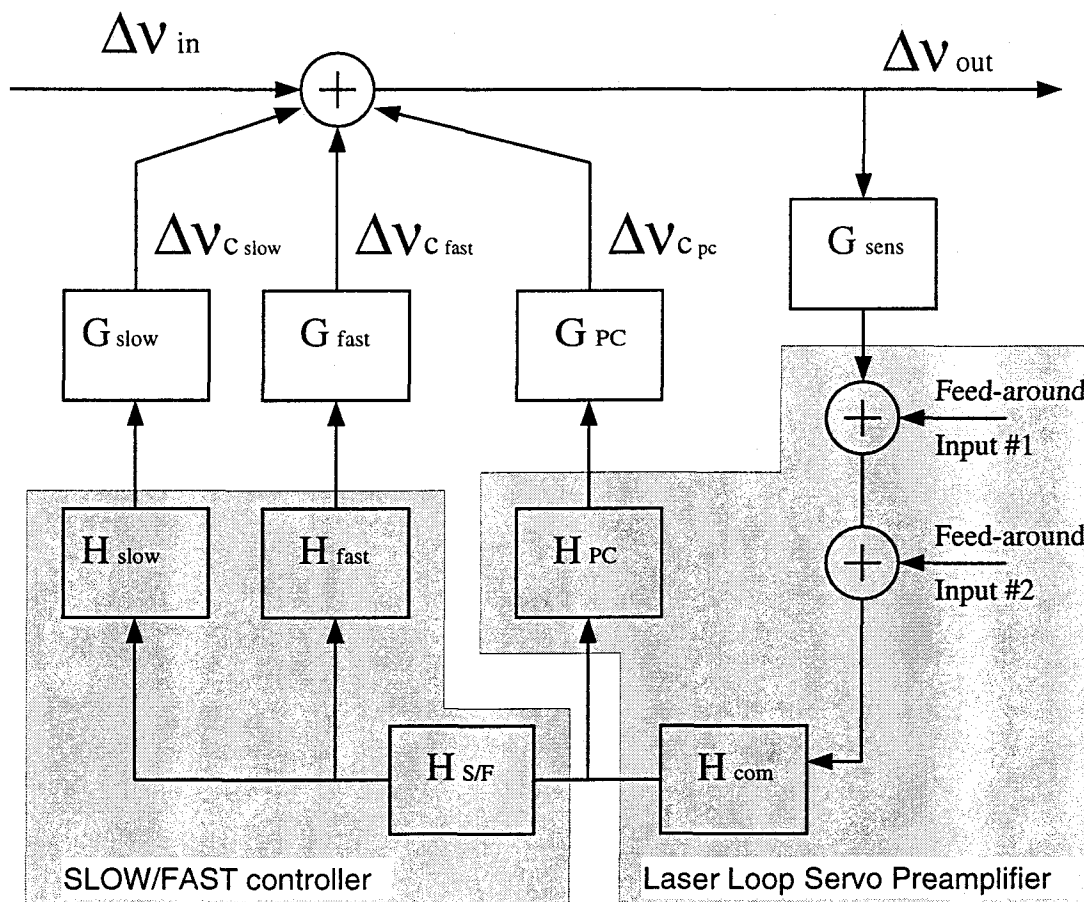 Δν in
Δν out
Δν C slow
Δν C fast
Δν C pc
G sens
G slow
G fast
G PC
Feed-around
Input #1
H slow
H fast
H PC
Feed-around
Input #2
H S/F
H com
SLOW/FAST controller
Laser Loop Servo Preamplifier